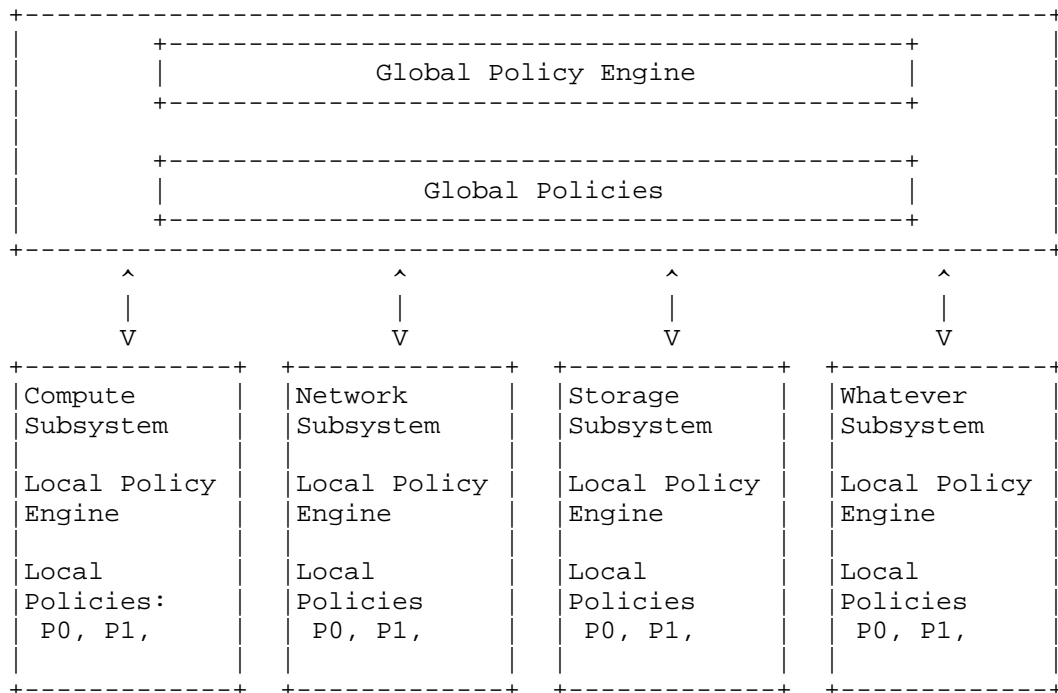 Global Policy Engine
Global Policies
Compute
Subsystem
Local Policy
Engine
Local
Policies:
P0, P1,
Network
Subsystem
Local Policy
Engine
Local
Policies
P0, P1,
Storage
Subsystem
Local Policy
Engine
Local
Policies
P0, P1,
Whatever
Subsystem
Local Policy
Engine
Local
Policies
P0, P1,